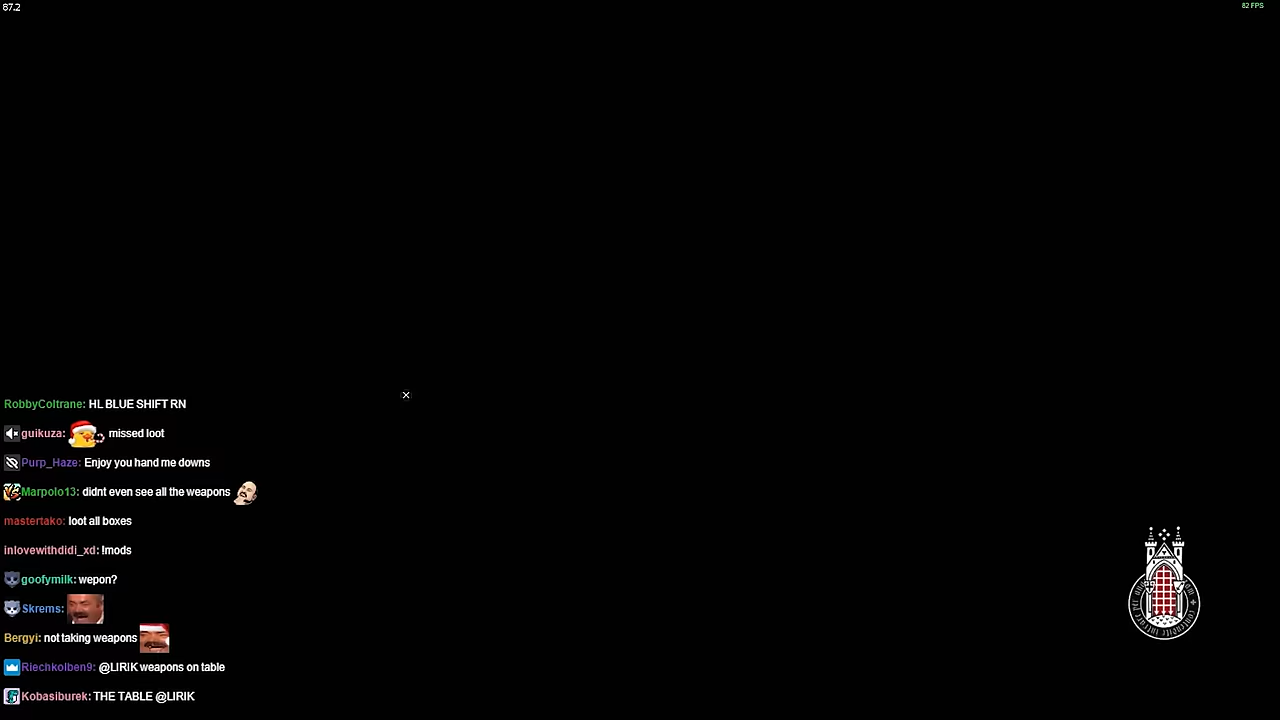 87.2
82 FPS
RobbyColtrane: HL BLUE SHIFT RN
guikuza: missed loot
Purp_Haze: Enjoy you hand me downs
Marpolo13: didnt even see all the weapons
mastertako: loot all boxes
inlovewithdidi_xd: !mods
goofymilk: wepon?
Skrems:
Bergyi: not taking weapons
Riechkolben9: @LIRIK weapons on table
Kobasiburek: THE TABLE @LIRIK